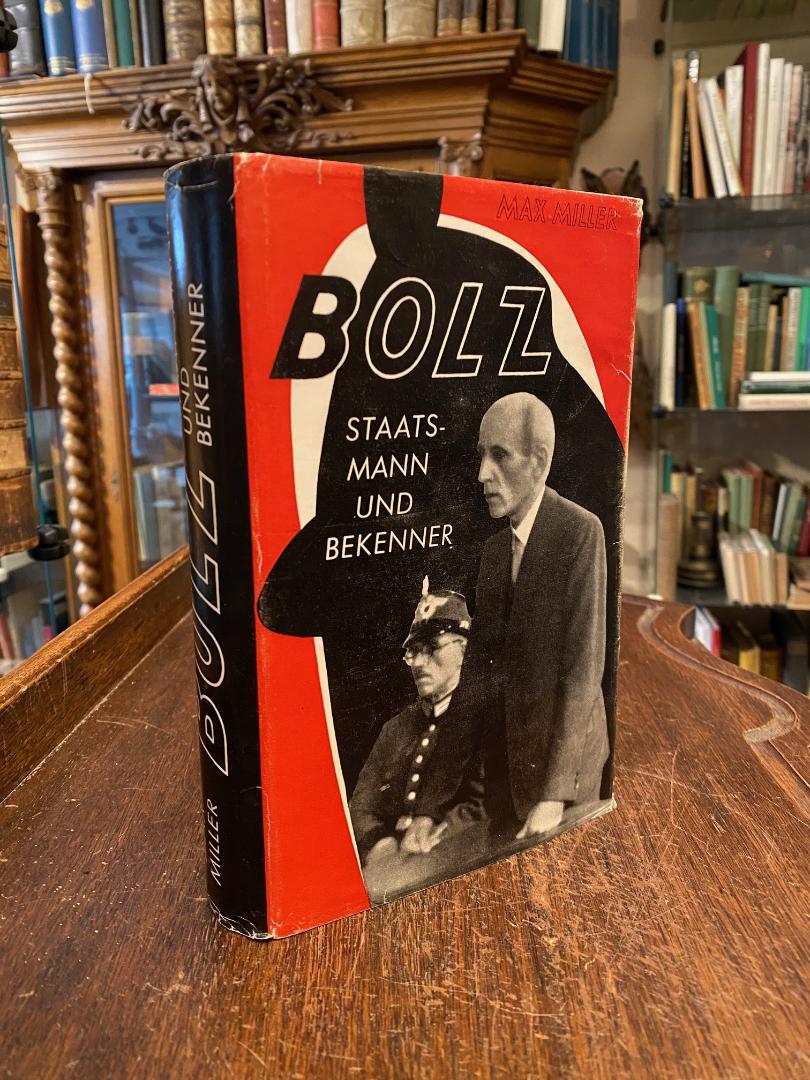 MAX MILLER
BOLZ
STAATS-
MANN
UND
BEKENNER
MILLER
BOLZ
UND
BEKENNER